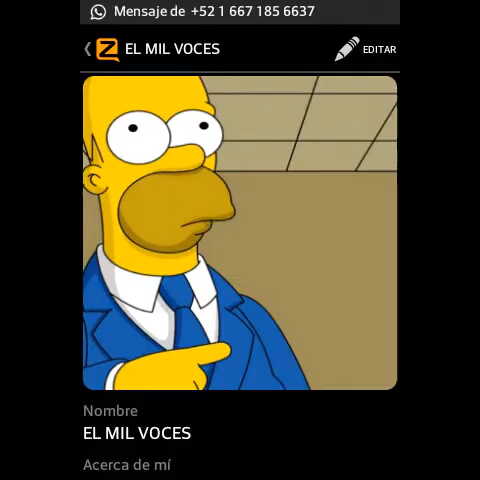 Mensaje de +52 1 667 185 6637
EL MIL VOCES
EDITAR
Nombre
EL MIL VOCES
Acerca de mí